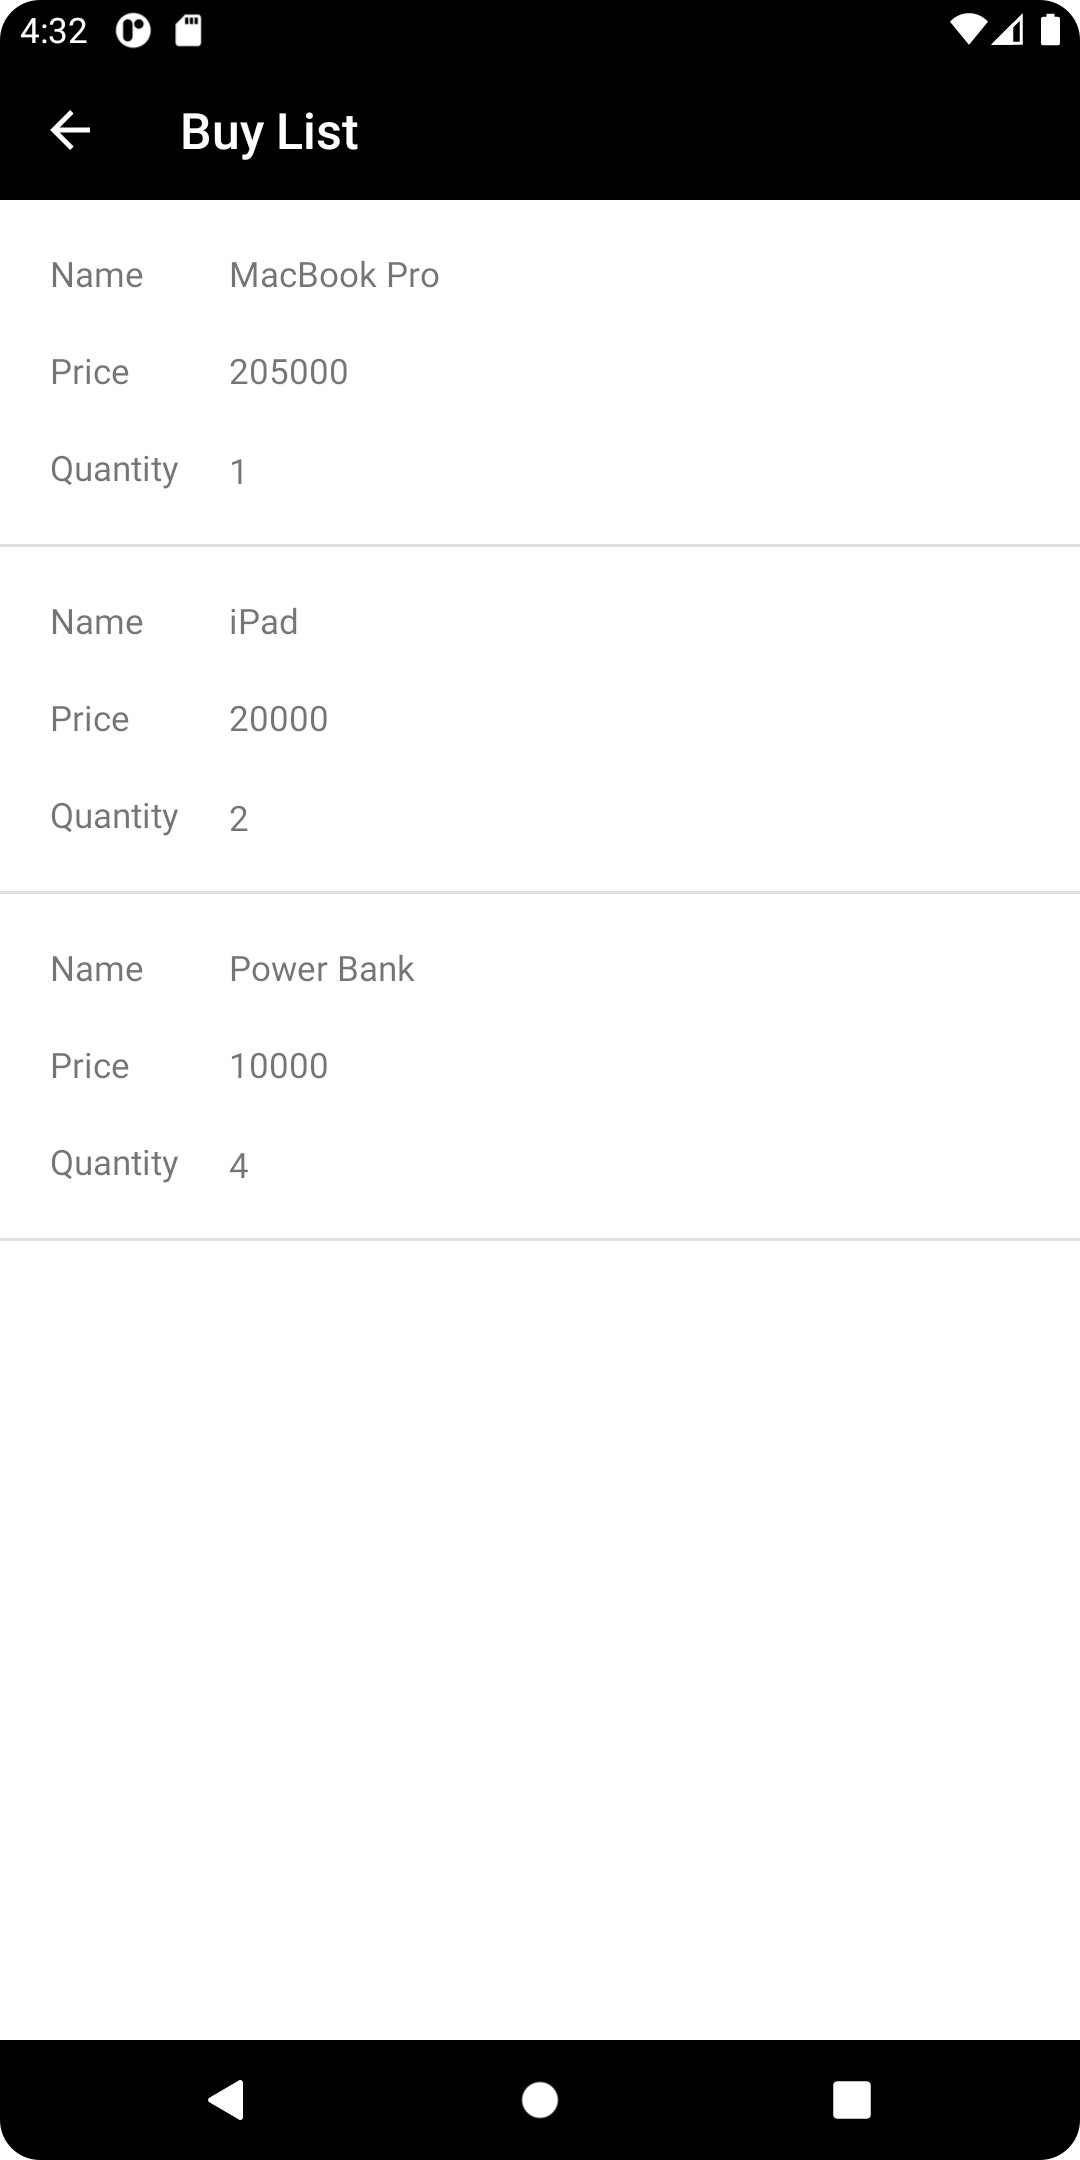 4:32
Buy List
Name MacBook Pro
Price 205000
Quantity 1
Name iPad
Price 20000
Quantity 2
Name Power Bank
Price 10000
Quantity 4